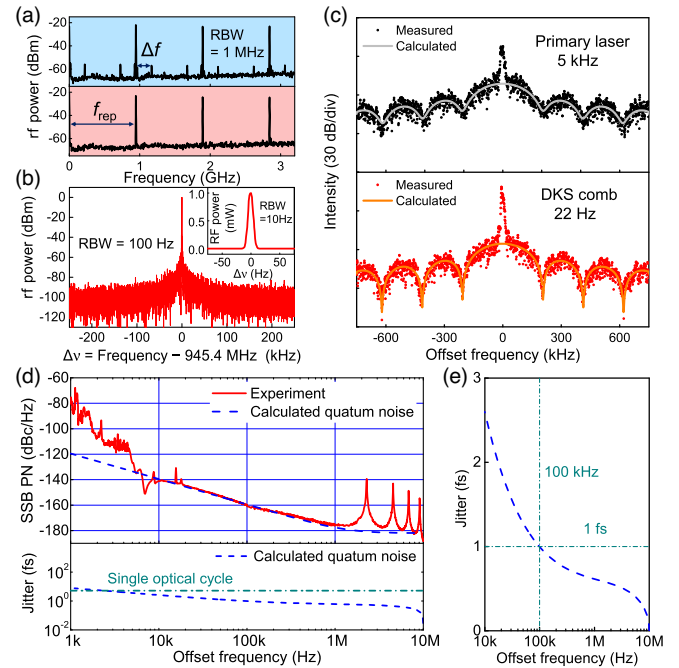 (a)
rf power (dBm)
-20
-40
-60
Δf
RBW
= 1 MHz
-20
-40
-60
f_rep
0 1 2 3
Frequency (GHz)
(b)
rf power (dBm)
0
-20
-40
-60
-80
-100
-120
RBW = 100 Hz
RF power
(mW)
1.0
0.5
0.0
RBW
=10Hz
-50 0 50
Δν (Hz)
-200 -100 0 100 200
Δν = Frequency − 945.4 MHz (kHz)
(c)
Intensity (30 dB/div)
Measured
Calculated
Primary laser
5 kHz
Measured
Calculated
DKS comb
22 Hz
-600 -300 0 300 600
Offset frequency (kHz)
(d)
SSB PN (dBc/Hz)
-60
-80
-100
-120
-140
-160
-180
Experiment
Calculated quatum noise
Jitter (fs)
10²
10⁰
10⁻²
Calculated quatum noise
Single optical cycle
1k 10k 100k 1M 10M
Offset frequency (Hz)
(e)
Jitter (fs)
3
2
1
0
100 kHz
1 fs
10k 100k 1M 10M
Offset frequency (Hz)